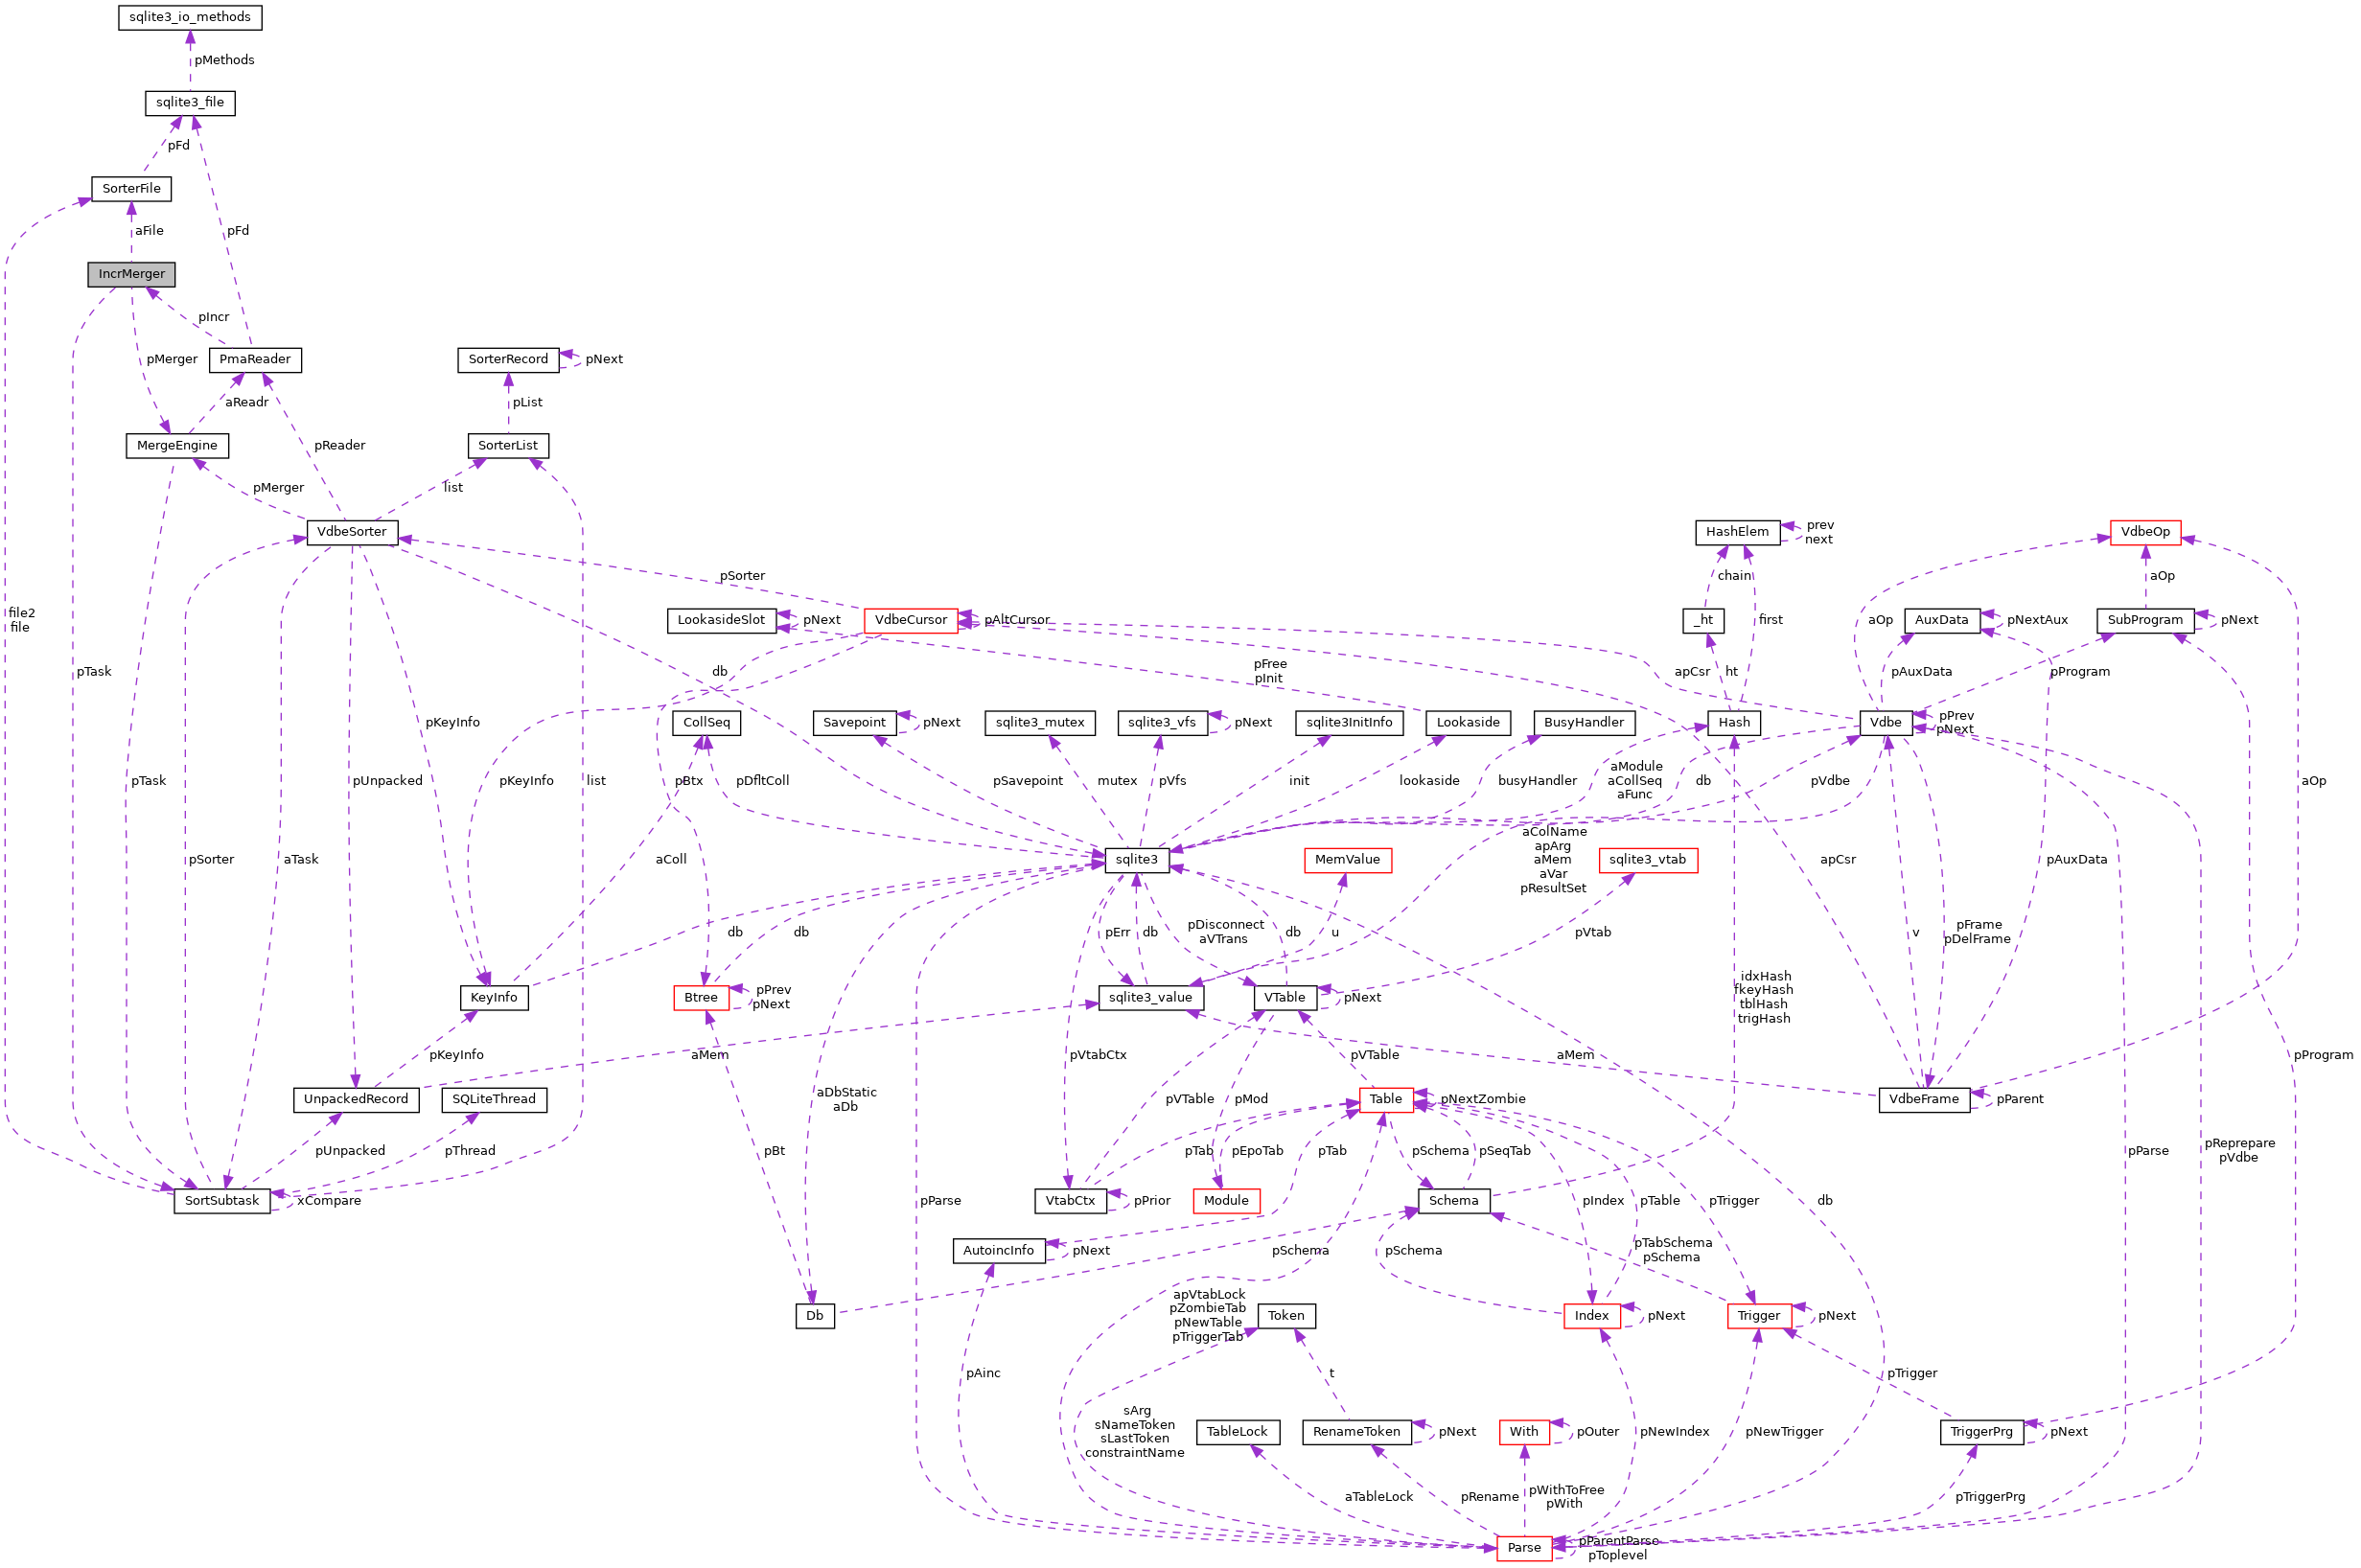 sqlite3_io_methods
pMethods
sqlite3_file
pFd
SorterFile
aFile
pFd
IncrMerger
pIncr
PmaReader
SorterRecord
pNext
pMerger
aReadr
pList
MergeEngine
pReader
SorterList
pMerger
list
VdbeSorter
HashElem
prev
next
VdbeOp
pSorter
chain
aOp
file2
file
LookasideSlot
pNext
VdbeCursor
pAltCursor
_ht
first
aOp
AuxData
pNextAux
SubProgram
pNext
pTask
db
pFree
pInit
apCsr
ht
pAuxData
pProgram
pKeyInfo
CollSeq
Savepoint
pNext
sqlite3_mutex
sqlite3_vfs
pNext
sqlite3InitInfo
Lookaside
BusyHandler
Hash
Vdbe
pPrev
pNext
pTask
pUnpacked
pKeyInfo
list
pBtx
pDfltColl
pSavepoint
mutex
pVfs
init
lookaside
busyHandler
aModule
aCollSeq
aFunc
db
pVdbe
aOp
pSorter
aTask
aColl
sqlite3
MemValue
aColName
apArg
aMem
aVar
pResultSet
sqlite3_vtab
apCsr
pAuxData
db
db
pErr
db
pDisconnect
aVTrans
db
u
pVtab
v
pFrame
pDelFrame
KeyInfo
Btree
pPrev
pNext
sqlite3_value
VTable
pNext
idxHash
fkeyHash
tblHash
trigHash
pKeyInfo
aMem
pVtabCtx
pVTable
aMem
pProgram
UnpackedRecord
SQLiteThread
aDbStatic
aDb
pVTable
pMod
Table
pNextZombie
VdbeFrame
pParent
pUnpacked
pThread
pBt
pTab
pEpoTab
pTab
pSchema
pSeqTab
pParse
pReprepare
pVdbe
SortSubtask
xCompare
pParse
VtabCtx
pPrior
Module
Schema
pIndex
pTable
pTrigger
db
AutoincInfo
pNext
pSchema
pSchema
pTabSchema
pSchema
Db
apVtabLock
pZombieTab
pNewTable
pTriggerTab
Token
Index
pNext
Trigger
pNext
pAinc
t
pTrigger
sArg
sNameToken
sLastToken
constraintName
TableLock
RenameToken
pNext
With
pOuter
pNewIndex
pNewTrigger
TriggerPrg
pNext
aTableLock
pRename
pWithToFree
pWith
pTriggerPrg
Parse
pParentParse
pToplevel